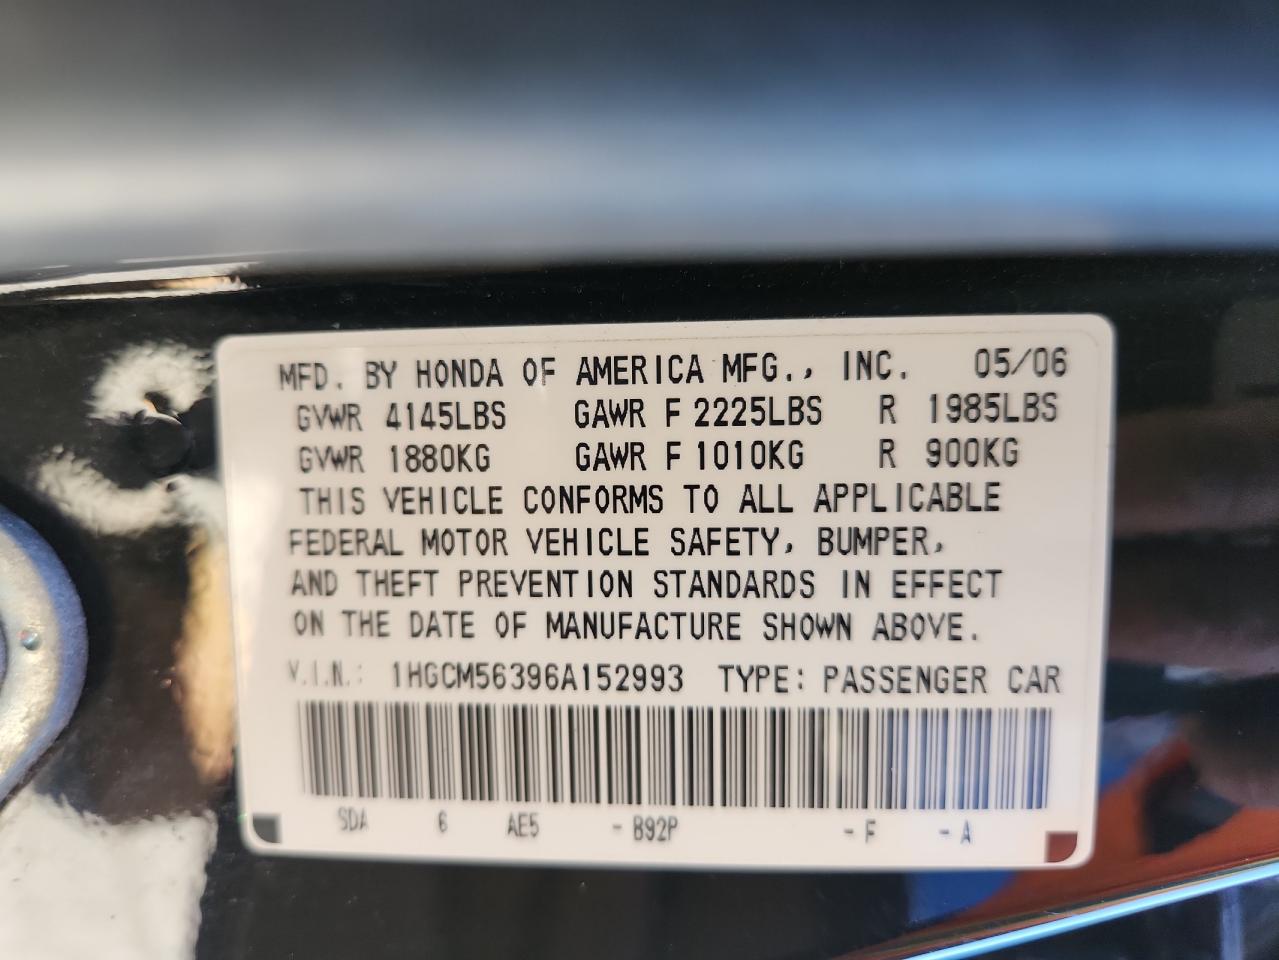 MFD. BY HONDA OF AMERICA MFG., INC. 05/06
GVWR 4145LBS GAWR F 2225LBS R 1985LBS
GVWR 1880KG GAWR F 1010KG R 900KG
THIS VEHICLE CONFORMS TO ALL APPLICABLE
FEDERAL MOTOR VEHICLE SAFETY, BUMPER,
AND THEFT PREVENTION STANDARDS IN EFFECT
ON THE DATE OF MANUFACTURE SHOWN ABOVE.
V.I.N.: 1HGCM56396A152993 TYPE: PASSENGER CAR
SDA 6 AE5 - B92P - F - A